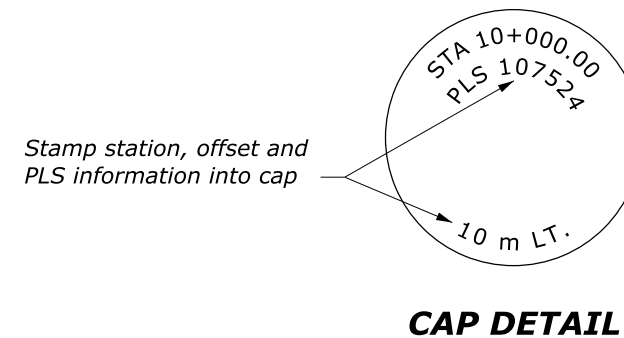 STA 10+000.00
PLS 107524
Stamp station, offset and
PLS information into cap
10 m LT.
CAP DETAIL